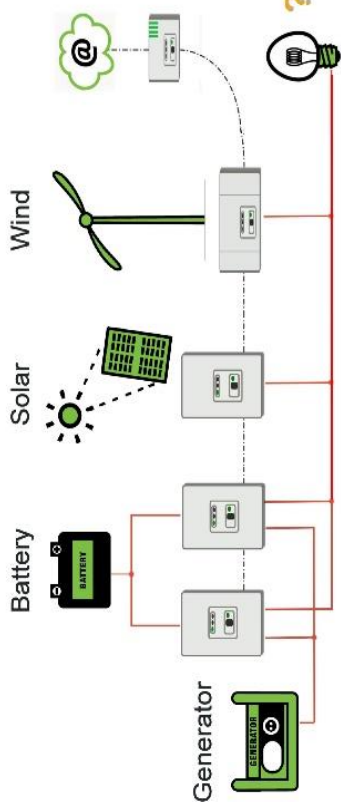 Generator
Battery
Solar
Wind
GENERATOR
BATTERY
@